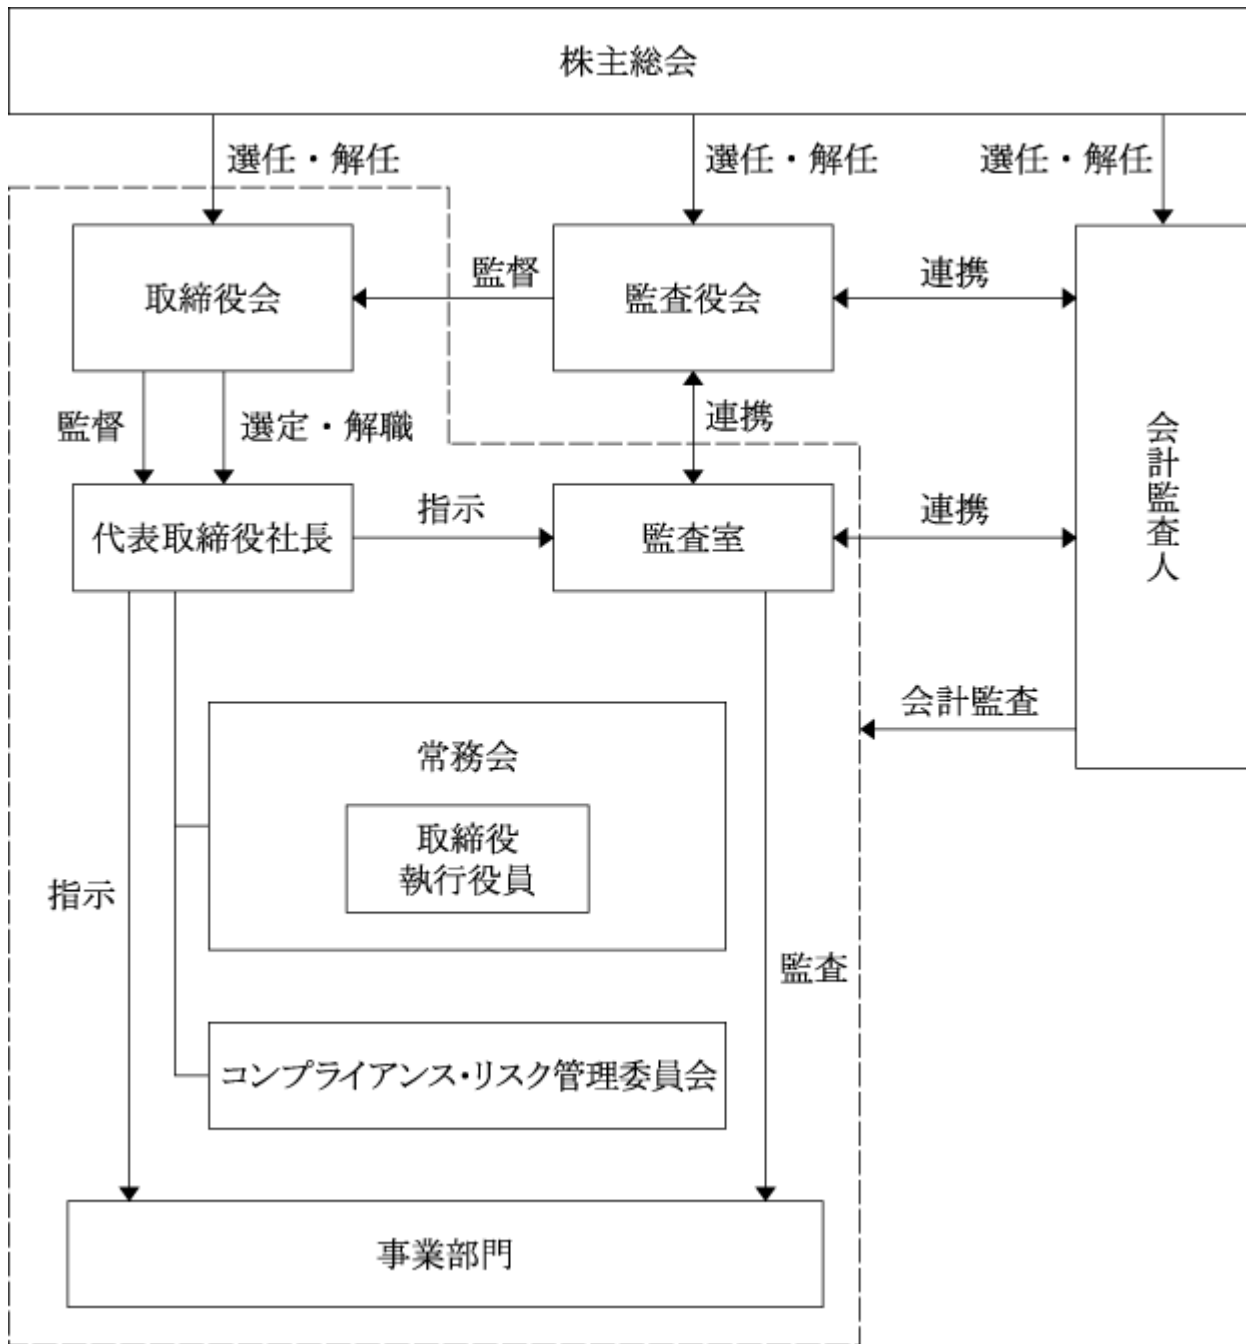 株主総会
選任・解任
選任・解任
選任・解任
取締役会
監督
監査役会
連携
会計監査人
監督
選定・解職
連携
代表取締役社長
指示
監査室
連携
会計監査
常務会
取締役
執行役員
指示
監査
コンプライアンス・リスク管理委員会
事業部門